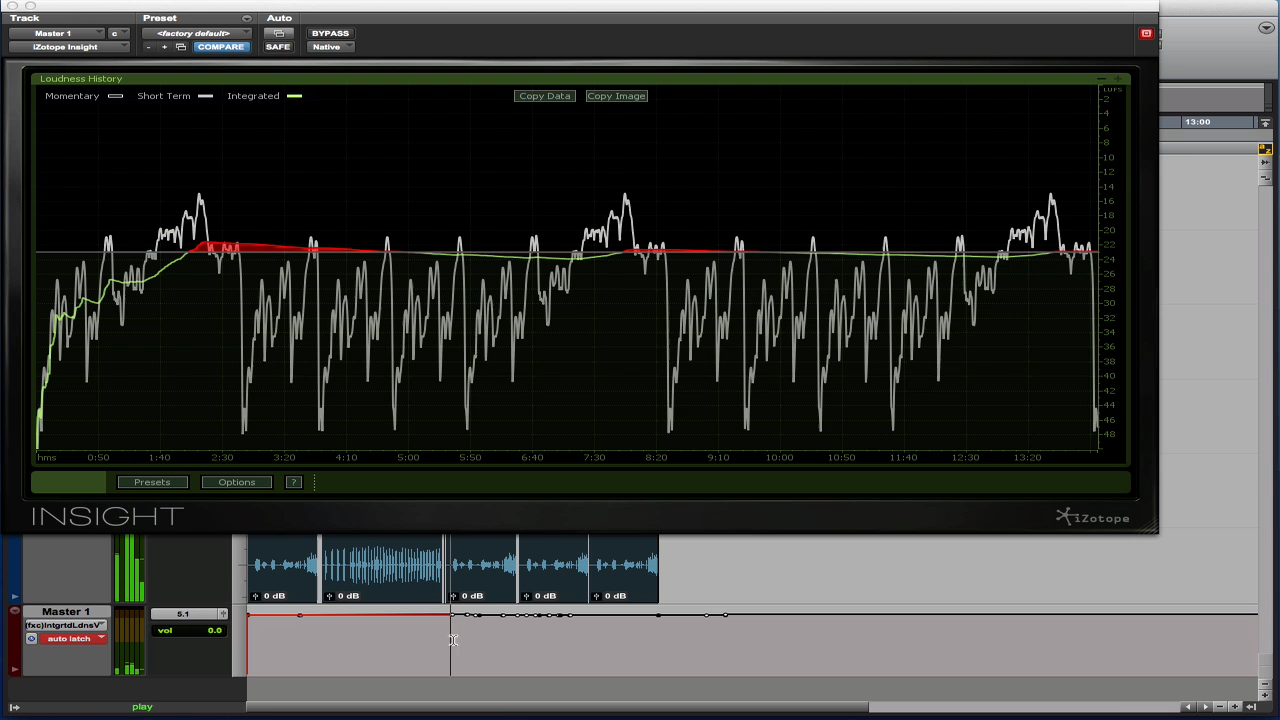 Track Preset Auto
Master 1 c <factory default> BYPASS
iZotope Insight - + COMPARE SAFE Native
Loudness History
Momentary Short Term Integrated Copy Data Copy Image
LUFS
-2
-4
-6
-8
-10
-12
-14
-16
-18
-20
-22
-24
-26
-28
-30
-32
-34
-36
-38
-40
-42
-44
-46
-48
hms 0:50 1:40 2:30 3:20 4:10 5:00 5:50 6:40 7:30 8:20 9:10 10:00 10:50 11:40 12:30 13:20
Presets Options ?
INSIGHT iZotope
13:00
0 dB 0 dB 0 dB 0 dB 0 dB
Master 1 5.1
(fxc)IntgrtdLdnsV vol 0.0
auto latch
play